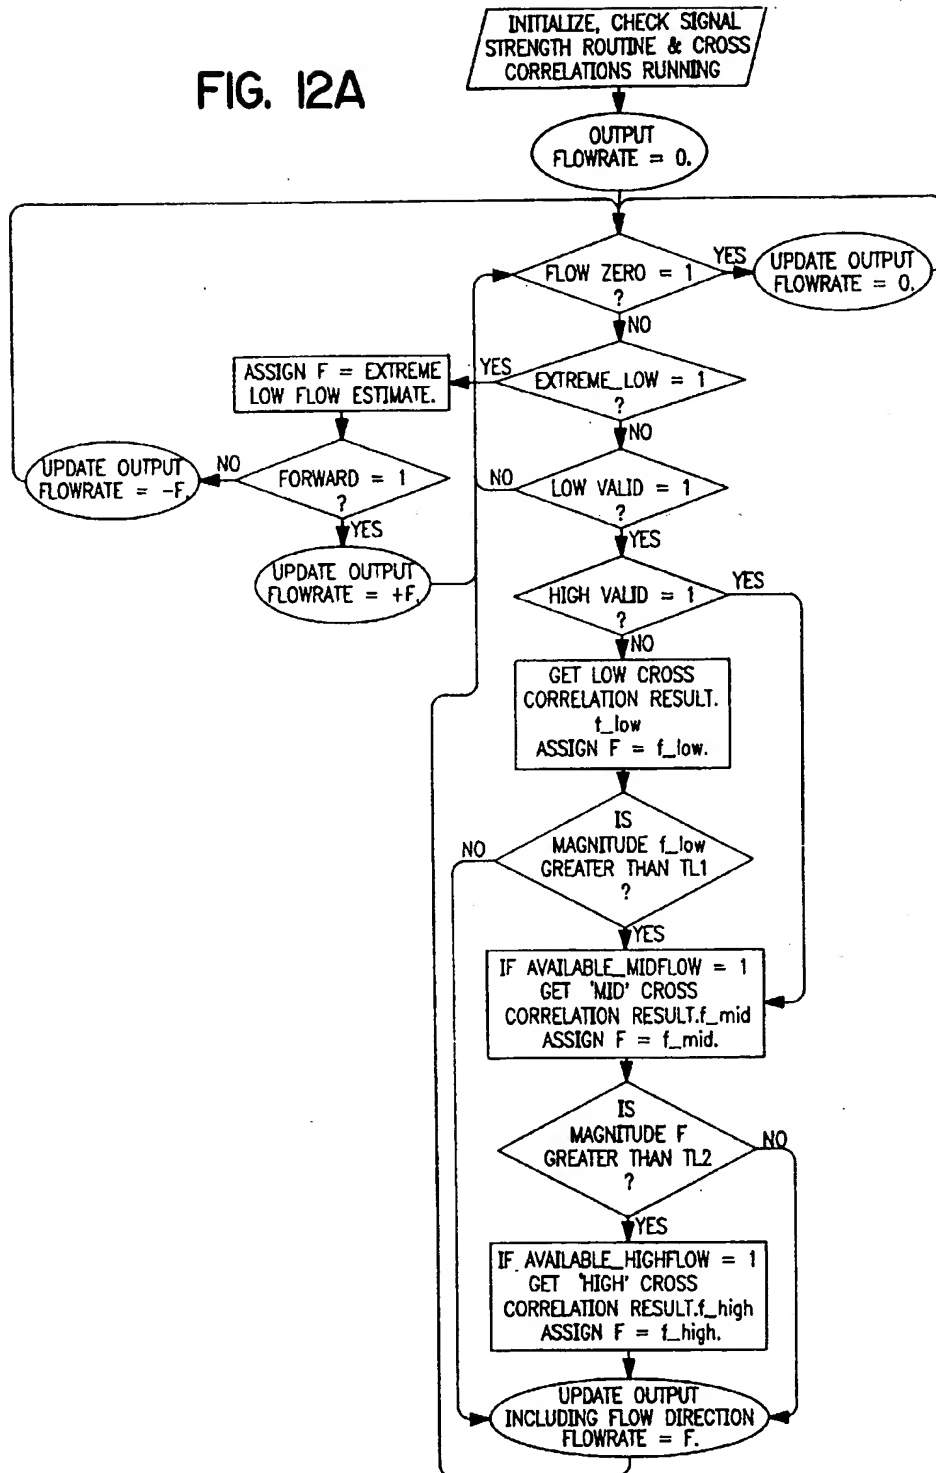 FIG. 12A
INITIALIZE, CHECK SIGNAL
STRENGTH ROUTINE & CROSS
CORRELATIONS RUNNING
OUTPUT
FLOWRATE = 0.
FLOW ZERO = 1
?
YES
UPDATE OUTPUT
FLOWRATE = 0.
NO
EXTREME_LOW = 1
?
YES
ASSIGN F = EXTREME
LOW FLOW ESTIMATE.
NO
FORWARD = 1
?
NO
UPDATE OUTPUT
FLOWRATE = -F.
YES
UPDATE OUTPUT
FLOWRATE = +F.
LOW VALID = 1
?
NO
YES
HIGH VALID = 1
?
YES
NO
GET LOW CROSS
CORRELATION RESULT.
f_low
ASSIGN F = f_low.
IS
MAGNITUDE f_low
GREATER THAN TL1
?
NO
YES
IF AVAILABLE_MIDFLOW = 1
GET 'MID' CROSS
CORRELATION RESULT.f_mid
ASSIGN F = f_mid.
IS
MAGNITUDE F
GREATER THAN TL2
?
NO
YES
IF AVAILABLE_HIGHFLOW = 1
GET 'HIGH' CROSS
CORRELATION RESULT.f_high
ASSIGN F = f_high.
UPDATE OUTPUT
INCLUDING FLOW DIRECTION
FLOWRATE = F.